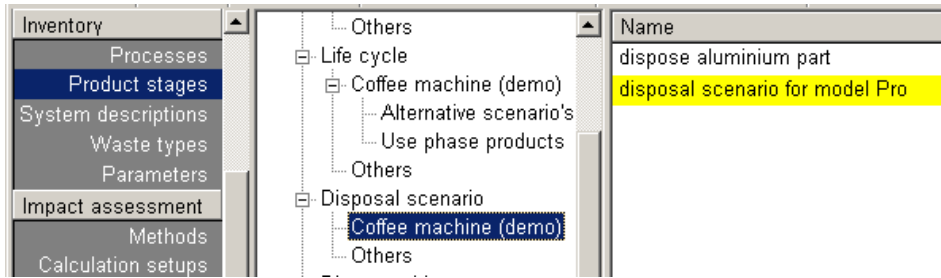 Inventory
Processes
Product stages
System descriptions
Waste types
Parameters
Impact assessment
Methods
Calculation setups
Others
Life cycle
Coffee machine (demo)
Alternative scenario's
Use phase products
Others
Disposal scenario
Coffee machine (demo)
Others
Name
dispose aluminium part
disposal scenario for model Pro